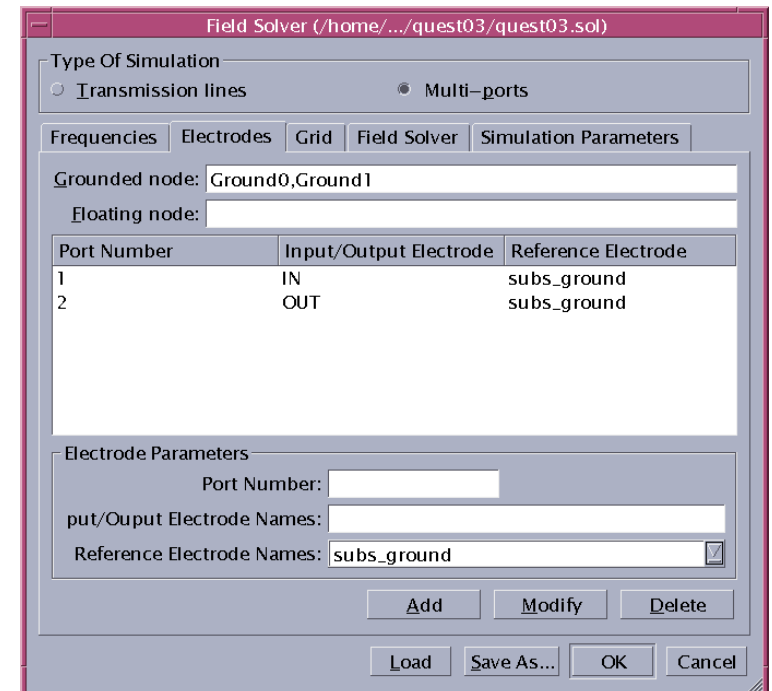 Field Solver (/home/.../quest03/quest03.sol)
Type Of Simulation
Transmission lines Multi-ports
Frequencies Electrodes Grid Field Solver Simulation Parameters
Grounded node: Ground0,Ground1
Floating node:
Port Number Input/Output Electrode Reference Electrode
1 IN subs_ground
2 OUT subs_ground
Electrode Parameters
Port Number:
put/Ouput Electrode Names:
Reference Electrode Names: subs_ground
Add Modify Delete
Load Save As... OK Cancel